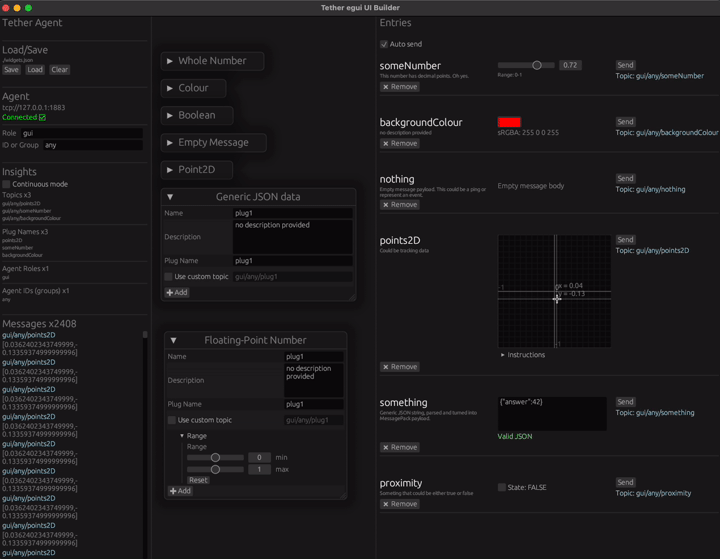 Tether egui UI Builder
Tether Agent
Load/Save
./widgets.json
Save Load Clear
Agent
tcp://127.0.0.1:1883
Connected ☑
Role gui
ID or Group any
Insights
Continuous mode
Topics x3
gui/any/points2D
gui/any/someNumber
gui/any/backgroundColour
Plug Names x3
points2D
someNumber
backgroundColour
Agent Roles x1
gui
Agent IDs (groups) x1
any
Messages x2408
gui/any/points2D
[0.0362402343749999,-
0.13359374999999996]
gui/any/points2D
[0.0362402343749999,-
0.13359374999999996]
gui/any/points2D
[0.0362402343749999,-
0.13359374999999996]
gui/any/points2D
[0.0362402343749999,-
0.13359374999999996]
gui/any/points2D
[0.0362402343749999,-
0.13359374999999996]
gui/any/points2D
[0.0362402343749999,-
0.13359374999999996]
gui/any/points2D
[0.0362402343749999,-
0.13359374999999996]
gui/any/points2D
[0.0362402343749999,-
0.13359374999999996]
gui/any/points2D
▶ Whole Number
▶ Colour
▶ Boolean
▶ Empty Message
▶ Point2D
▼ Generic JSON data
Name plug1
Description no description provided
Plug Name plug1
Use custom topic gui/any/plug1
✚ Add
▼ Floating-Point Number
Name plug1
Description no description
provided
Plug Name plug1
Use custom topic gui/any/plug1
▼ Range
Range
0 min
1 max
Reset
✚ Add
Entries
Auto send
someNumber
This number has decimal points. Oh yes.
✖ Remove
0.72
Range: 0-1
Send
Topic: gui/any/someNumber
backgroundColour
no description provided
✖ Remove
sRGBA: 255 0 0 255
Send
Topic: gui/any/backgroundColour
nothing
Empty message payload. This could be a ping or
represent an event.
✖ Remove
Empty message body
Send
Topic: gui/any/nothing
points2D
Could be tracking data
x = 0.04
y = -0.13
-1
-1
▶ Instructions
Send
Topic: gui/any/points2D
✖ Remove
something
Generic JSON string, parsed and turned into
MessagePack payload.
{"answer":42}
Valid JSON
Send
Topic: gui/any/something
✖ Remove
proximity
Someting that could be either true or false
✖ Remove
State: FALSE
Send
Topic: gui/any/proximity